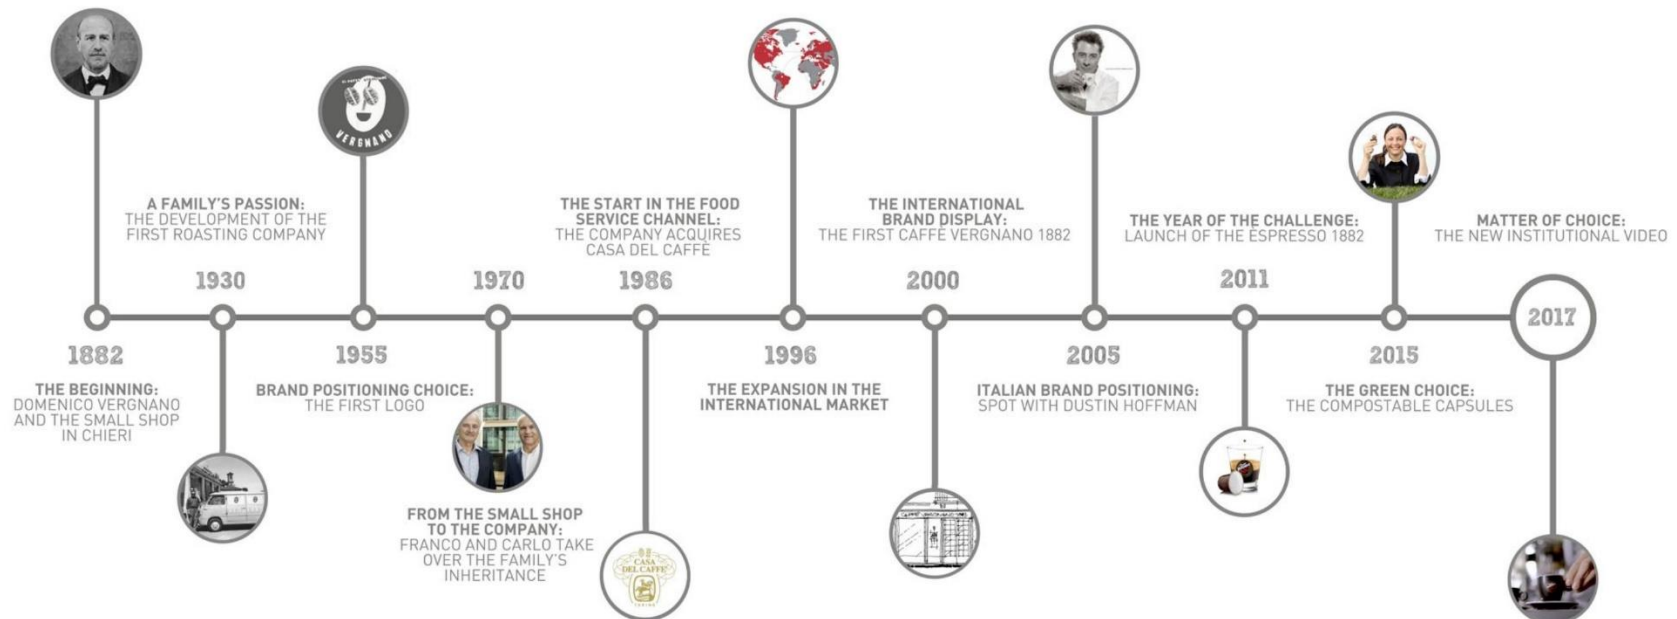 VERGNANO
A FAMILY'S PASSION:
THE DEVELOPMENT OF THE
FIRST ROASTING COMPANY
THE START IN THE FOOD
SERVICE CHANNEL:
THE COMPANY ACQUIRES
CASA DEL CAFFÈ
THE INTERNATIONAL
BRAND DISPLAY:
THE FIRST CAFFÈ VERGNANO 1882
THE YEAR OF THE CHALLENGE:
LAUNCH OF THE ÈSPRESSO 1882
MATTER OF CHOICE:
THE NEW INSTITUTIONAL VIDEO
1930
1970
1986
2000
2011
2017
1882
1955
1996
2005
2015
THE BEGINNING:
DOMENICO VERGNANO
AND THE SMALL SHOP
IN CHIERI
BRAND POSITIONING CHOICE:
THE FIRST LOGO
THE EXPANSION IN THE
INTERNATIONAL MARKET
ITALIAN BRAND POSITIONING:
SPOT WITH DUSTIN HOFFMAN
THE GREEN CHOICE:
THE COMPOSTABLE CAPSULES
FROM THE SMALL SHOP
TO THE COMPANY:
FRANCO AND CARLO TAKE
OVER THE FAMILY'S
INHERITANCE
CASA
DEL CAFFÈ
TORINO